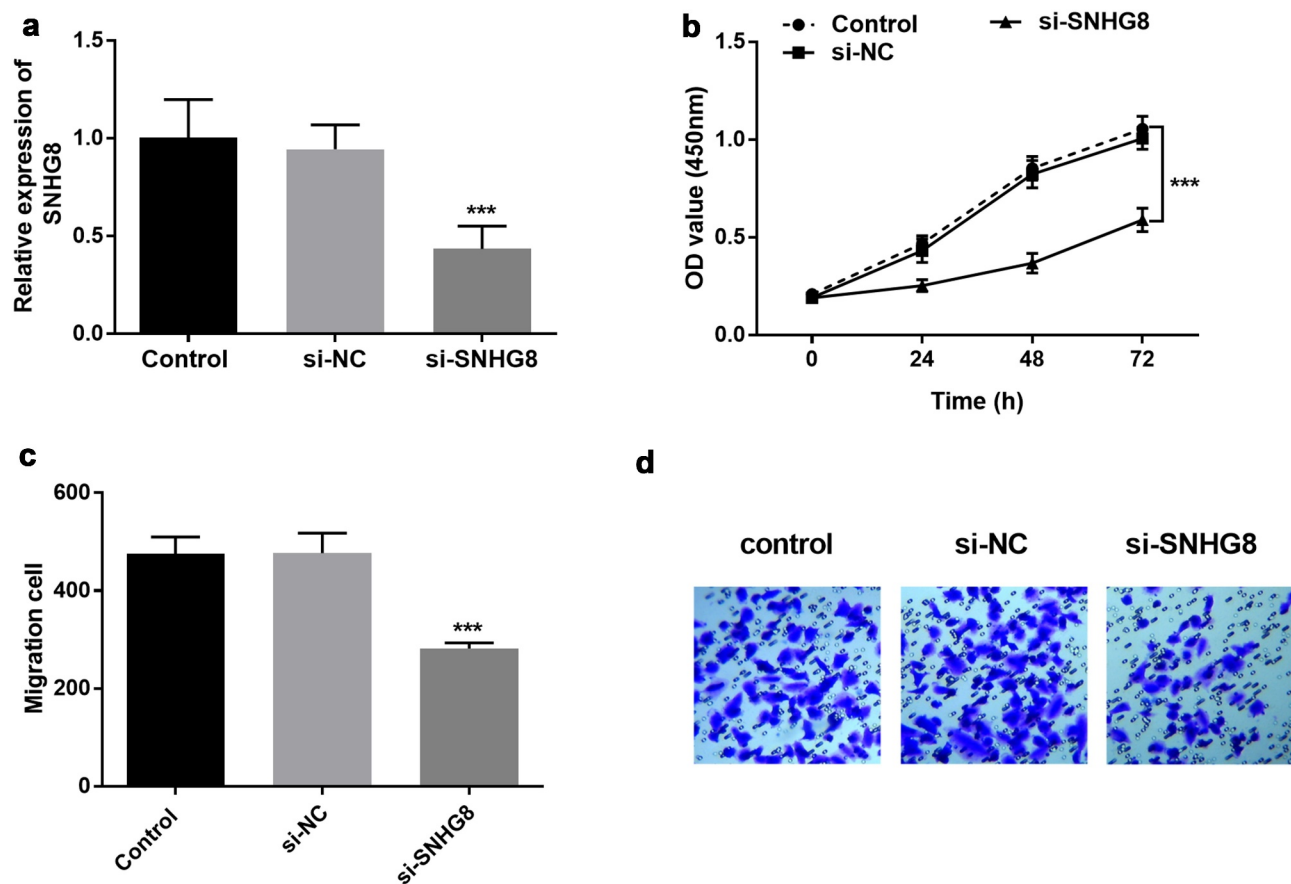 a
Relative expression of
SNHG8
1.5
1.0
0.5
0.0
***
Control
si-NC
si-SNHG8
b
Control
si-NC
si-SNHG8
OD value (450nm)
1.5
1.0
0.5
0.0
***
0
24
48
72
Time (h)
c
Migration cell
600
400
200
0
***
Control
si-NC
si-SNHG8
d
control
si-NC
si-SNHG8